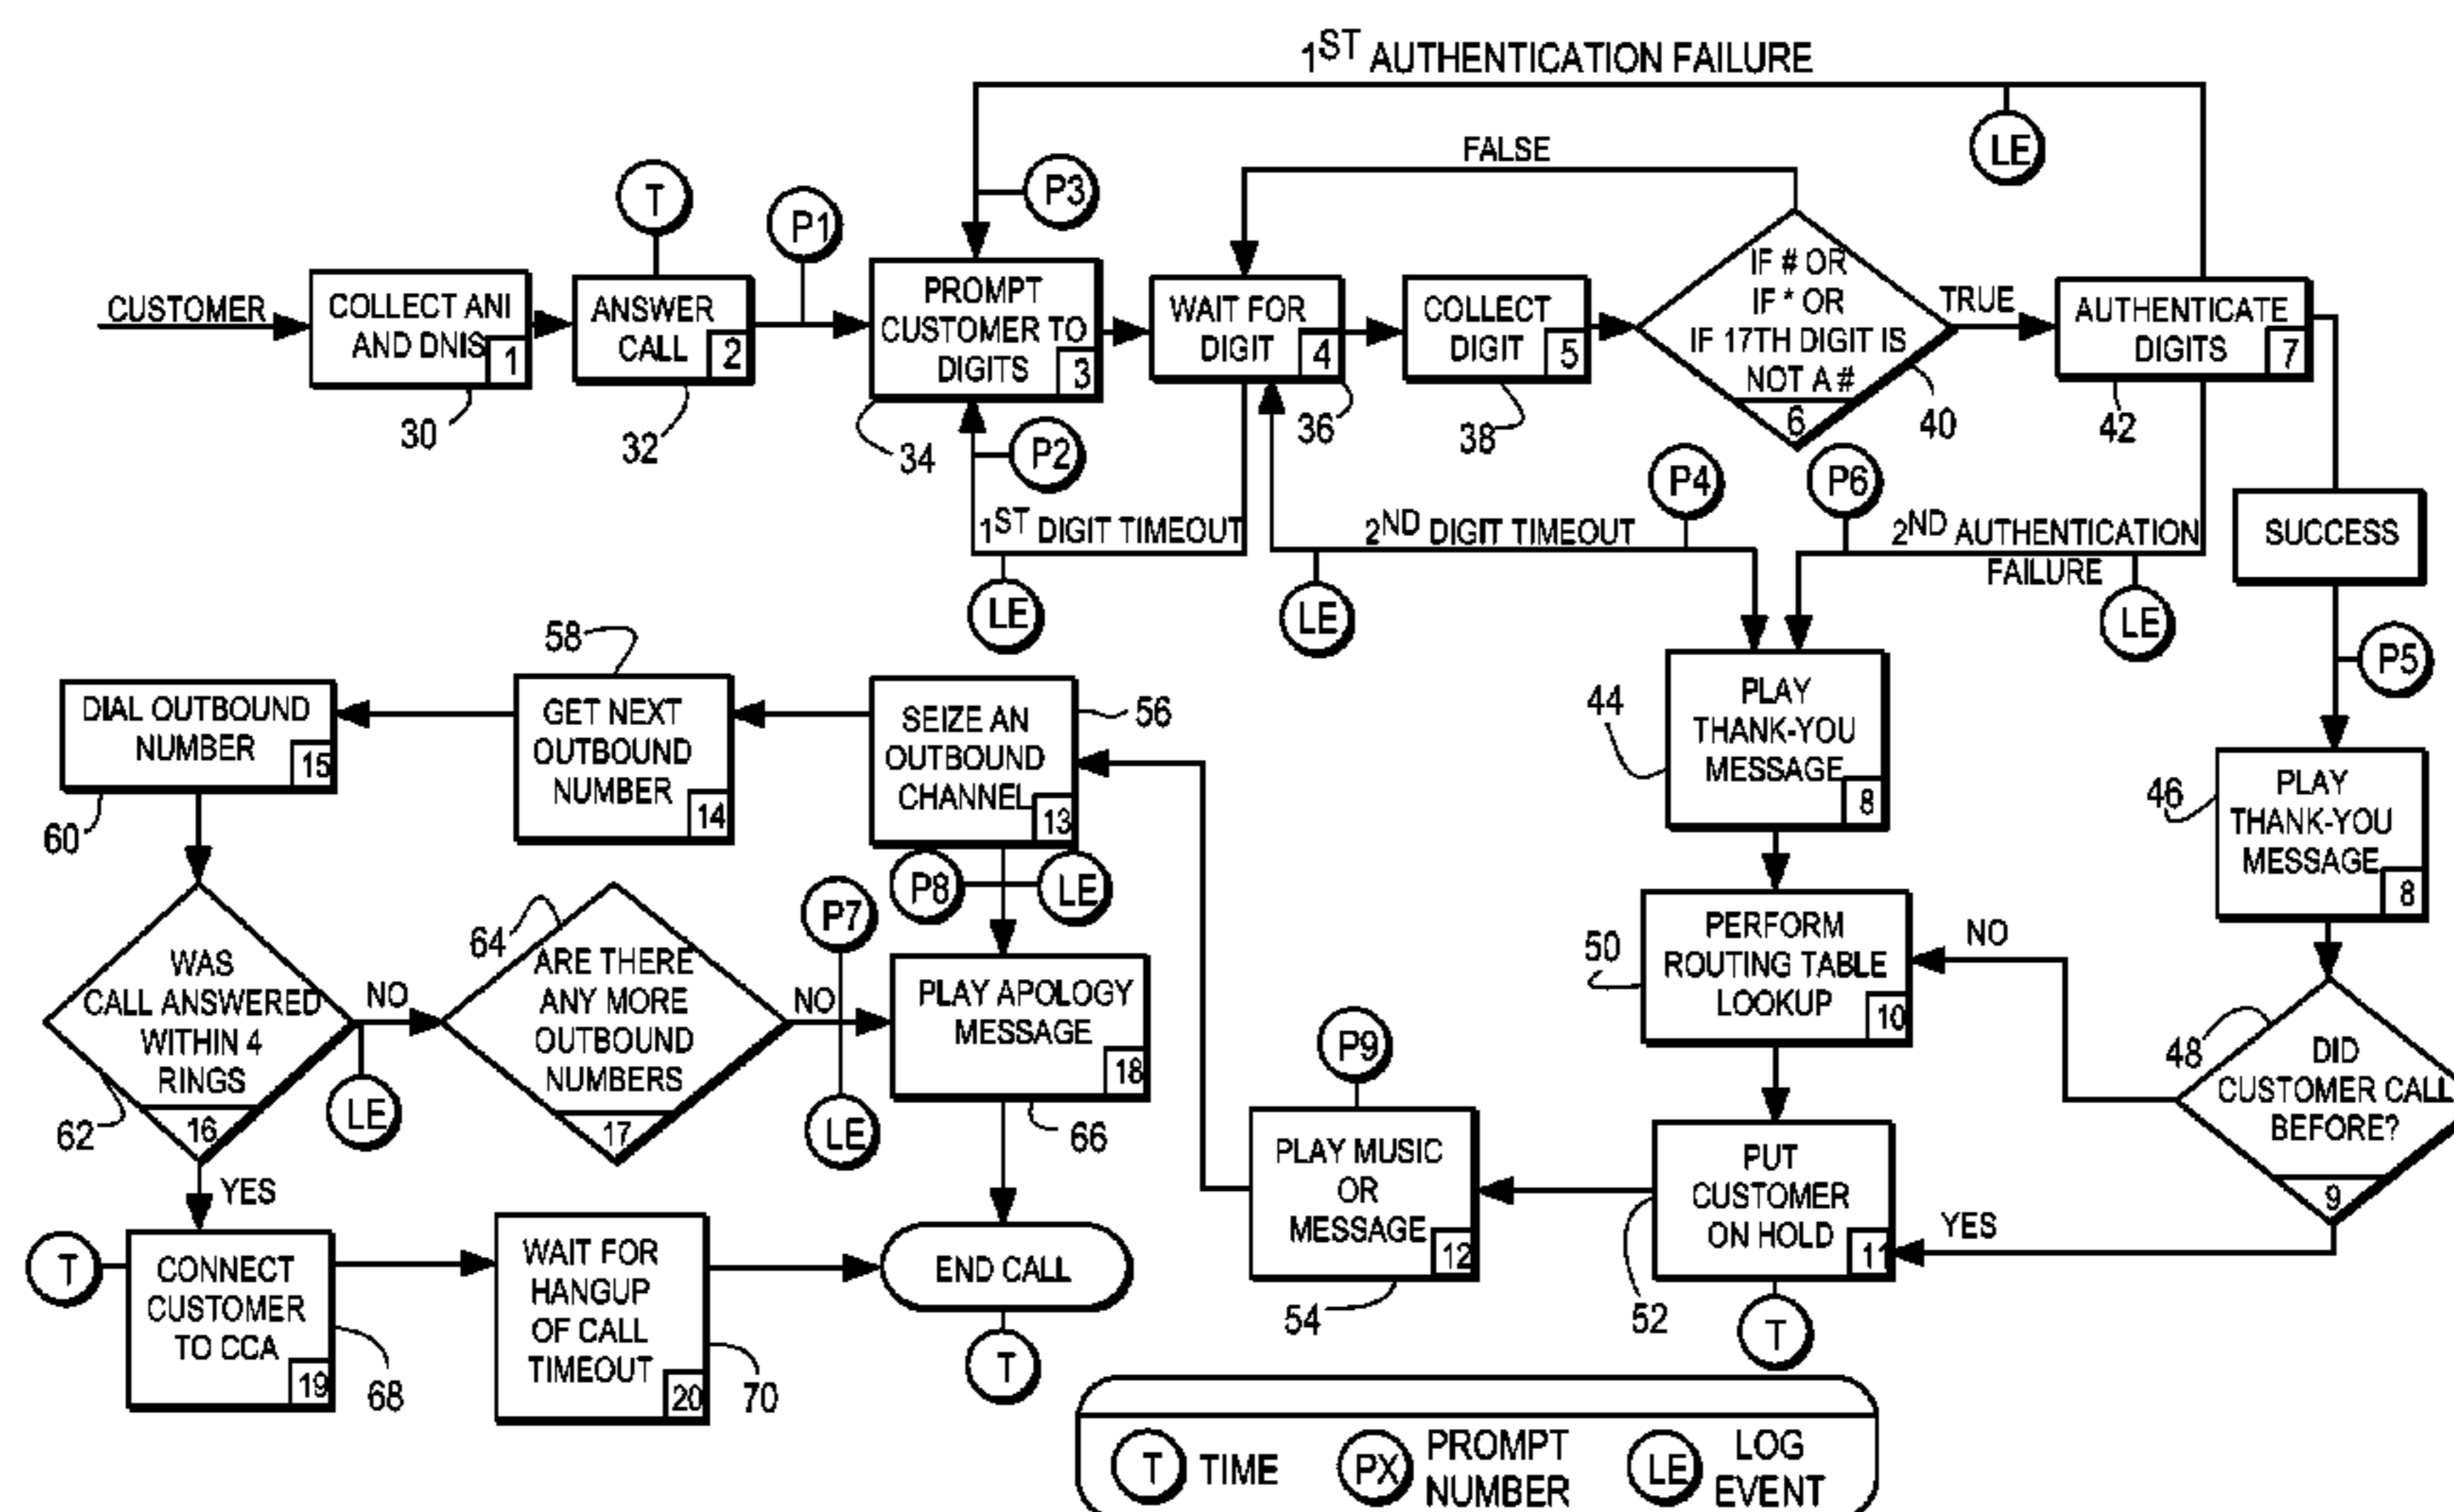 1ST AUTHENTICATION FAILURE
LE
FALSE
P3
T
P1
CUSTOMER
COLLECT ANI
AND DNIS
1
30
ANSWER
CALL
2
32
PROMPT
CUSTOMER TO
DIGITS
3
34
WAIT FOR
DIGIT
4
36
COLLECT
DIGIT
5
38
IF # OR
IF * OR
IF 17TH DIGIT IS
NOT A #
6
40
TRUE
AUTHENTICATE
DIGITS
7
42
P2
1ST DIGIT TIMEOUT
LE
2ND DIGIT TIMEOUT
P4
LE
P6
2ND AUTHENTICATION
FAILURE
LE
SUCCESS
P5
58
DIAL OUTBOUND
NUMBER
15
60
GET NEXT
OUTBOUND
NUMBER
14
SEIZE AN
OUTBOUND
CHANNEL
13
56
44
PLAY
THANK-YOU
MESSAGE
8
46
PLAY
THANK-YOU
MESSAGE
8
P8
LE
P7
WAS
CALL ANSWERED
WITHIN 4
RINGS
16
62
NO
LE
64
ARE THERE
ANY MORE
OUTBOUND
NUMBERS
17
NO
LE
PLAY APOLOGY
MESSAGE
18
66
50
PERFORM
ROUTING TABLE
LOOKUP
10
NO
48
DID
CUSTOMER CALL
BEFORE?
9
YES
P9
PLAY MUSIC
OR
MESSAGE
12
54
PUT
CUSTOMER
ON HOLD
11
52
T
YES
T
CONNECT
CUSTOMER
TO CCA
19
68
WAIT FOR
HANGUP
OF CALL
TIMEOUT
20
70
END CALL
T
T TIME
PX PROMPT
NUMBER
LE LOG
EVENT